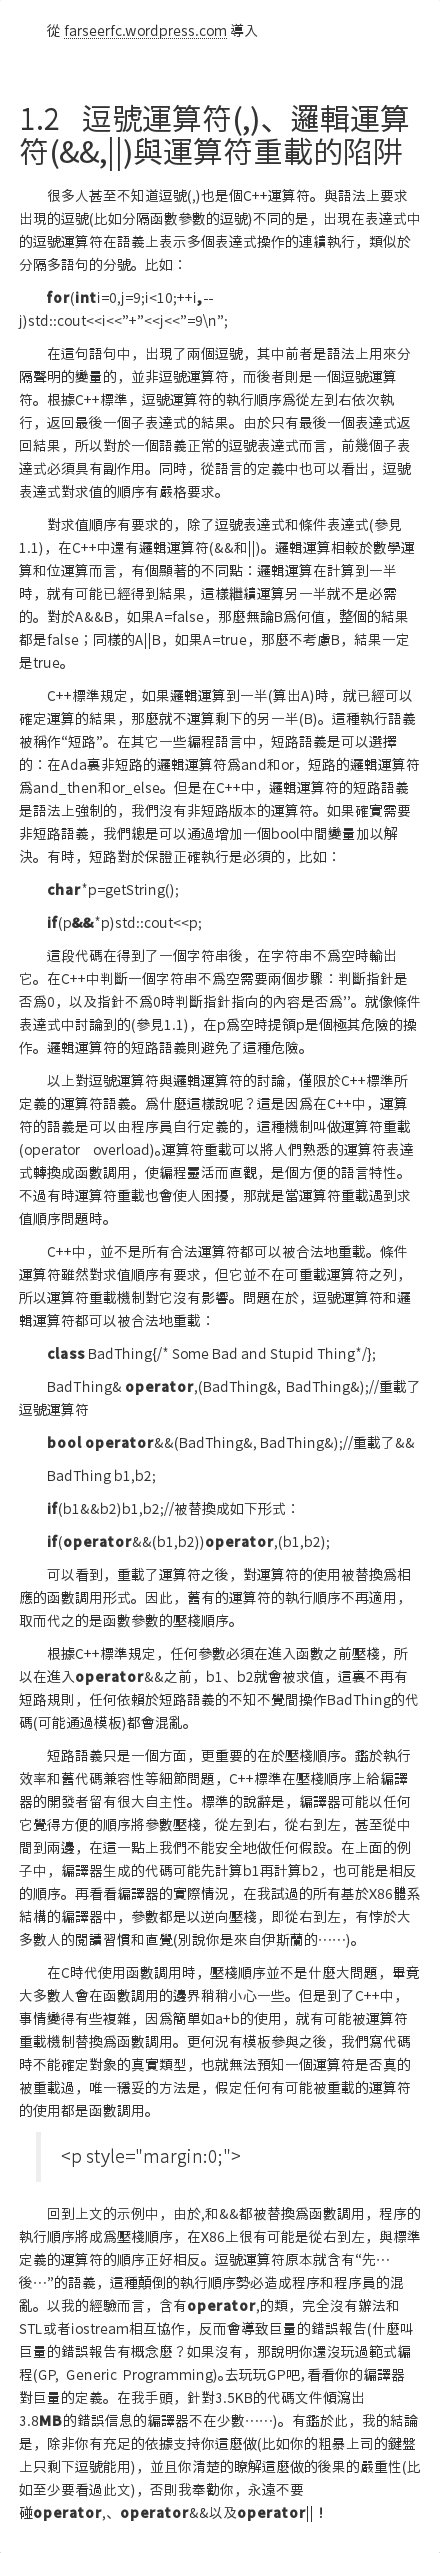 從 farseerfc.wordpress.com 導入
1.2 逗號運算符(,)、邏輯運算
符(&&,||)與運算符重載的陷阱
很多人甚至不知道逗號(,)也是個C++運算符。與語法上要求
出現的逗號(比如分隔函數參數的逗號)不同的是，出現在表達式中
的逗號運算符在語義上表示多個表達式操作的連續執行，類似於
分隔多語句的分號。比如：
for(inti=0,j=9;i<10;++i,--
j)std::cout<<i<<”+”<<j<<”=9\n”;
在這句語句中，出現了兩個逗號，其中前者是語法上用來分
隔聲明的變量的，並非逗號運算符，而後者則是一個逗號運算
符。根據C++標準，逗號運算符的執行順序爲從左到右依次執
行，返回最後一個子表達式的結果。由於只有最後一個表達式返
回結果，所以對於一個語義正常的逗號表達式而言，前幾個子表
達式必須具有副作用。同時，從語言的定義中也可以看出，逗號
表達式對求值的順序有嚴格要求。
對求值順序有要求的，除了逗號表達式和條件表達式(參見
1.1)，在C++中還有邏輯運算符(&&和||)。邏輯運算相較於數學運
算和位運算而言，有個顯著的不同點：邏輯運算在計算到一半
時，就有可能已經得到結果，這樣繼續運算另一半就不是必需
的。對於A&&B，如果A=false，那麼無論B爲何值，整個的結果
都是false；同樣的A||B，如果A=true，那麼不考慮B，結果一定
是true。
C++標準規定，如果邏輯運算到一半(算出A)時，就已經可以
確定運算的結果，那麼就不運算剩下的另一半(B)。這種執行語義
被稱作“短路”。在其它一些編程語言中，短路語義是可以選擇
的：在Ada裏非短路的邏輯運算符爲and和or，短路的邏輯運算符
爲and_then和or_else。但是在C++中，邏輯運算符的短路語義
是語法上強制的，我們沒有非短路版本的運算符。如果確實需要
非短路語義，我們總是可以通過增加一個bool中間變量加以解
決。有時，短路對於保證正確執行是必須的，比如：
char*p=getString();
if(p&&*p)std::cout<<p;
這段代碼在得到了一個字符串後，在字符串不爲空時輸出
它。在C++中判斷一個字符串不爲空需要兩個步驟：判斷指針是
否爲0，以及指針不爲0時判斷指針指向的內容是否爲’’。就像條件
表達式中討論到的(參見1.1)，在p爲空時提領p是個極其危險的操
作。邏輯運算符的短路語義則避免了這種危險。
以上對逗號運算符與邏輯運算符的討論，僅限於C++標準所
定義的運算符語義。爲什麼這樣說呢？這是因爲在C++中，運算
符的語義是可以由程序員自行定義的，這種機制叫做運算符重載
(operator overload)。運算符重載可以將人們熟悉的運算符表達
式轉換成函數調用，使編程靈活而直觀，是個方便的語言特性。
不過有時運算符重載也會使人困擾，那就是當運算符重載遇到求
值順序問題時。
C++中，並不是所有合法運算符都可以被合法地重載。條件
運算符雖然對求值順序有要求，但它並不在可重載運算符之列，
所以運算符重載機制對它沒有影響。問題在於，逗號運算符和邏
輯運算符都可以被合法地重載：
class BadThing{/* Some Bad and Stupid Thing*/};
BadThing& operator,(BadThing&, BadThing&);//重載了
逗號運算符
bool operator&&(BadThing&, BadThing&);//重載了&&
BadThing b1,b2;
if(b1&&b2)b1,b2;//被替換成如下形式：
if(operator&&(b1,b2))operator,(b1,b2);
可以看到，重載了運算符之後，對運算符的使用被替換爲相
應的函數調用形式。因此，舊有的運算符的執行順序不再適用，
取而代之的是函數參數的壓棧順序。
根據C++標準規定，任何參數必須在進入函數之前壓棧，所
以在進入operator&&之前，b1、b2就會被求值，這裏不再有
短路規則，任何依賴於短路語義的不知不覺間操作BadThing的代
碼(可能通過模板)都會混亂。
短路語義只是一個方面，更重要的在於壓棧順序。鑑於執行
效率和舊代碼兼容性等細節問題，C++標準在壓棧順序上給編譯
器的開發者留有很大自主性。標準的說辭是，編譯器可能以任何
它覺得方便的順序將參數壓棧，從左到右，從右到左，甚至從中
間到兩邊，在這一點上我們不能安全地做任何假設。在上面的例
子中，編譯器生成的代碼可能先計算b1再計算b2，也可能是相反
的順序。再看看編譯器的實際情況，在我試過的所有基於X86體系
結構的編譯器中，參數都是以逆向壓棧，即從右到左，有悖於大
多數人的閱讀習慣和直覺(別說你是來自伊斯蘭的……)。
在C時代使用函數調用時，壓棧順序並不是什麼大問題，畢竟
大多數人會在函數調用的邊界稍稍小心一些。但是到了C++中，
事情變得有些複雜，因爲簡單如a+b的使用，就有可能被運算符
重載機制替換爲函數調用。更何況有模板參與之後，我們寫代碼
時不能確定對象的真實類型，也就無法預知一個運算符是否真的
被重載過，唯一穩妥的方法是，假定任何有可能被重載的運算符
的使用都是函數調用。
<p style="margin:0;">
回到上文的示例中，由於,和&&都被替換爲函數調用，程序的
執行順序將成爲壓棧順序，在X86上很有可能是從右到左，與標準
定義的運算符的順序正好相反。逗號運算符原本就含有“先…
後…”的語義，這種顛倒的執行順序勢必造成程序和程序員的混
亂。以我的經驗而言，含有operator,的類，完全沒有辦法和
STL或者iostream相互協作，反而會導致巨量的錯誤報告(什麼叫
巨量的錯誤報告有概念麼？如果沒有，那說明你還沒玩過範式編
程(GP, Generic Programming)。去玩玩GP吧，看看你的編譯器
對巨量的定義。在我手頭，針對3.5KB的代碼文件傾瀉出
3.8MB的錯誤信息的編譯器不在少數……)。有鑑於此，我的結論
是，除非你有充足的依據支持你這麼做(比如你的粗暴上司的鍵盤
上只剩下逗號能用)，並且你清楚的瞭解這麼做的後果的嚴重性(比
如至少要看過此文)，否則我奉勸你，永遠不要
碰operator,、operator&&以及operator||！